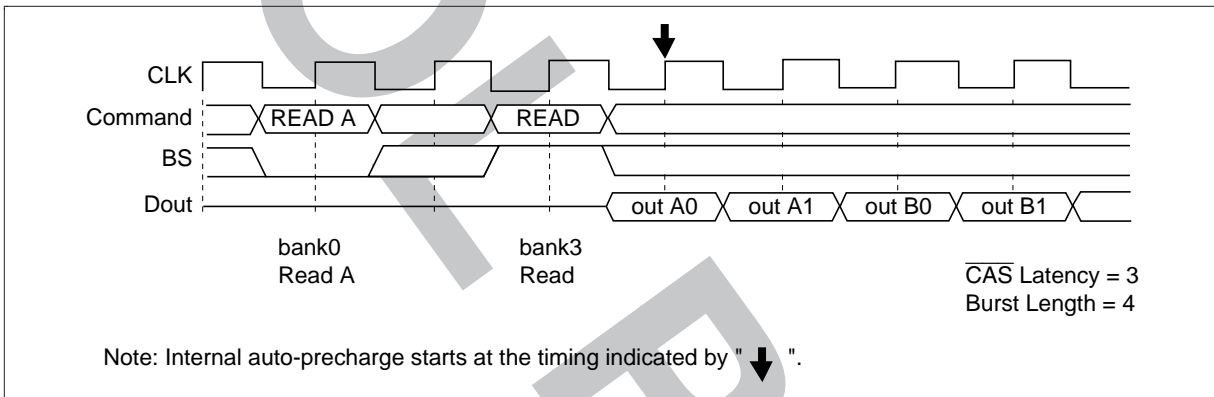 CLK
Command READ A READ
BS
Dout out A0 out A1 out B0 out B1
bank0 bank3
Read A Read
CAS Latency = 3
Burst Length = 4
Note: Internal auto-precharge starts at the timing indicated by " ".